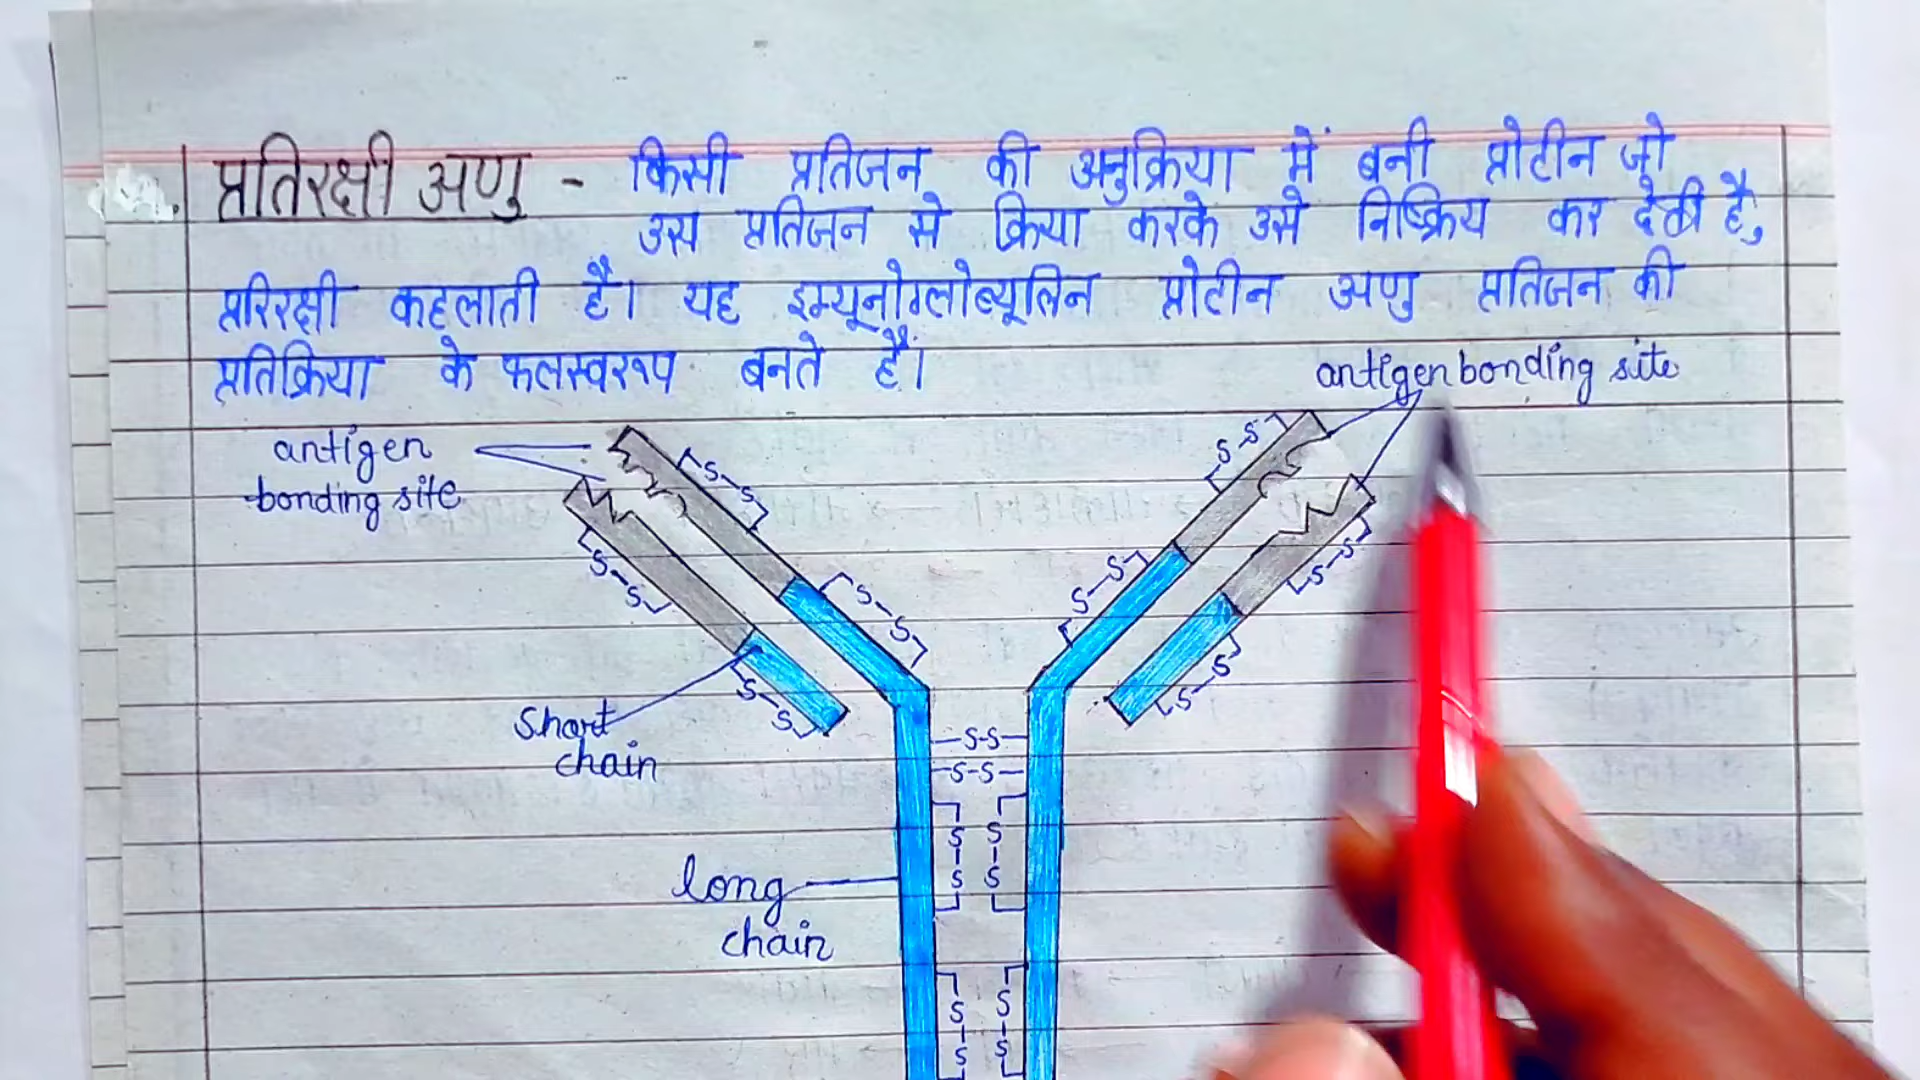 प्रतिरक्षी अणु - किसी प्रतिजन की अनुक्रिया में बनी प्रोटीन जो
उस प्रतिजन से क्रिया करके उसे निष्क्रिय कर देती है,
प्ररिरक्षी कहलाती है। यह इम्यूनोग्लोब्यूलिन प्रोटीन अणु प्रतिजन की
प्रतिक्रिया के फलस्वरूप बनते हैं।
antigen bonding site
antigen
bonding site
S-S
S-S
S-S
S-S
S-S
S-S
S-S
S-S
short
chain
-S-S-
-S-S-
S-S
S-S
long
chain
S-S
S-S